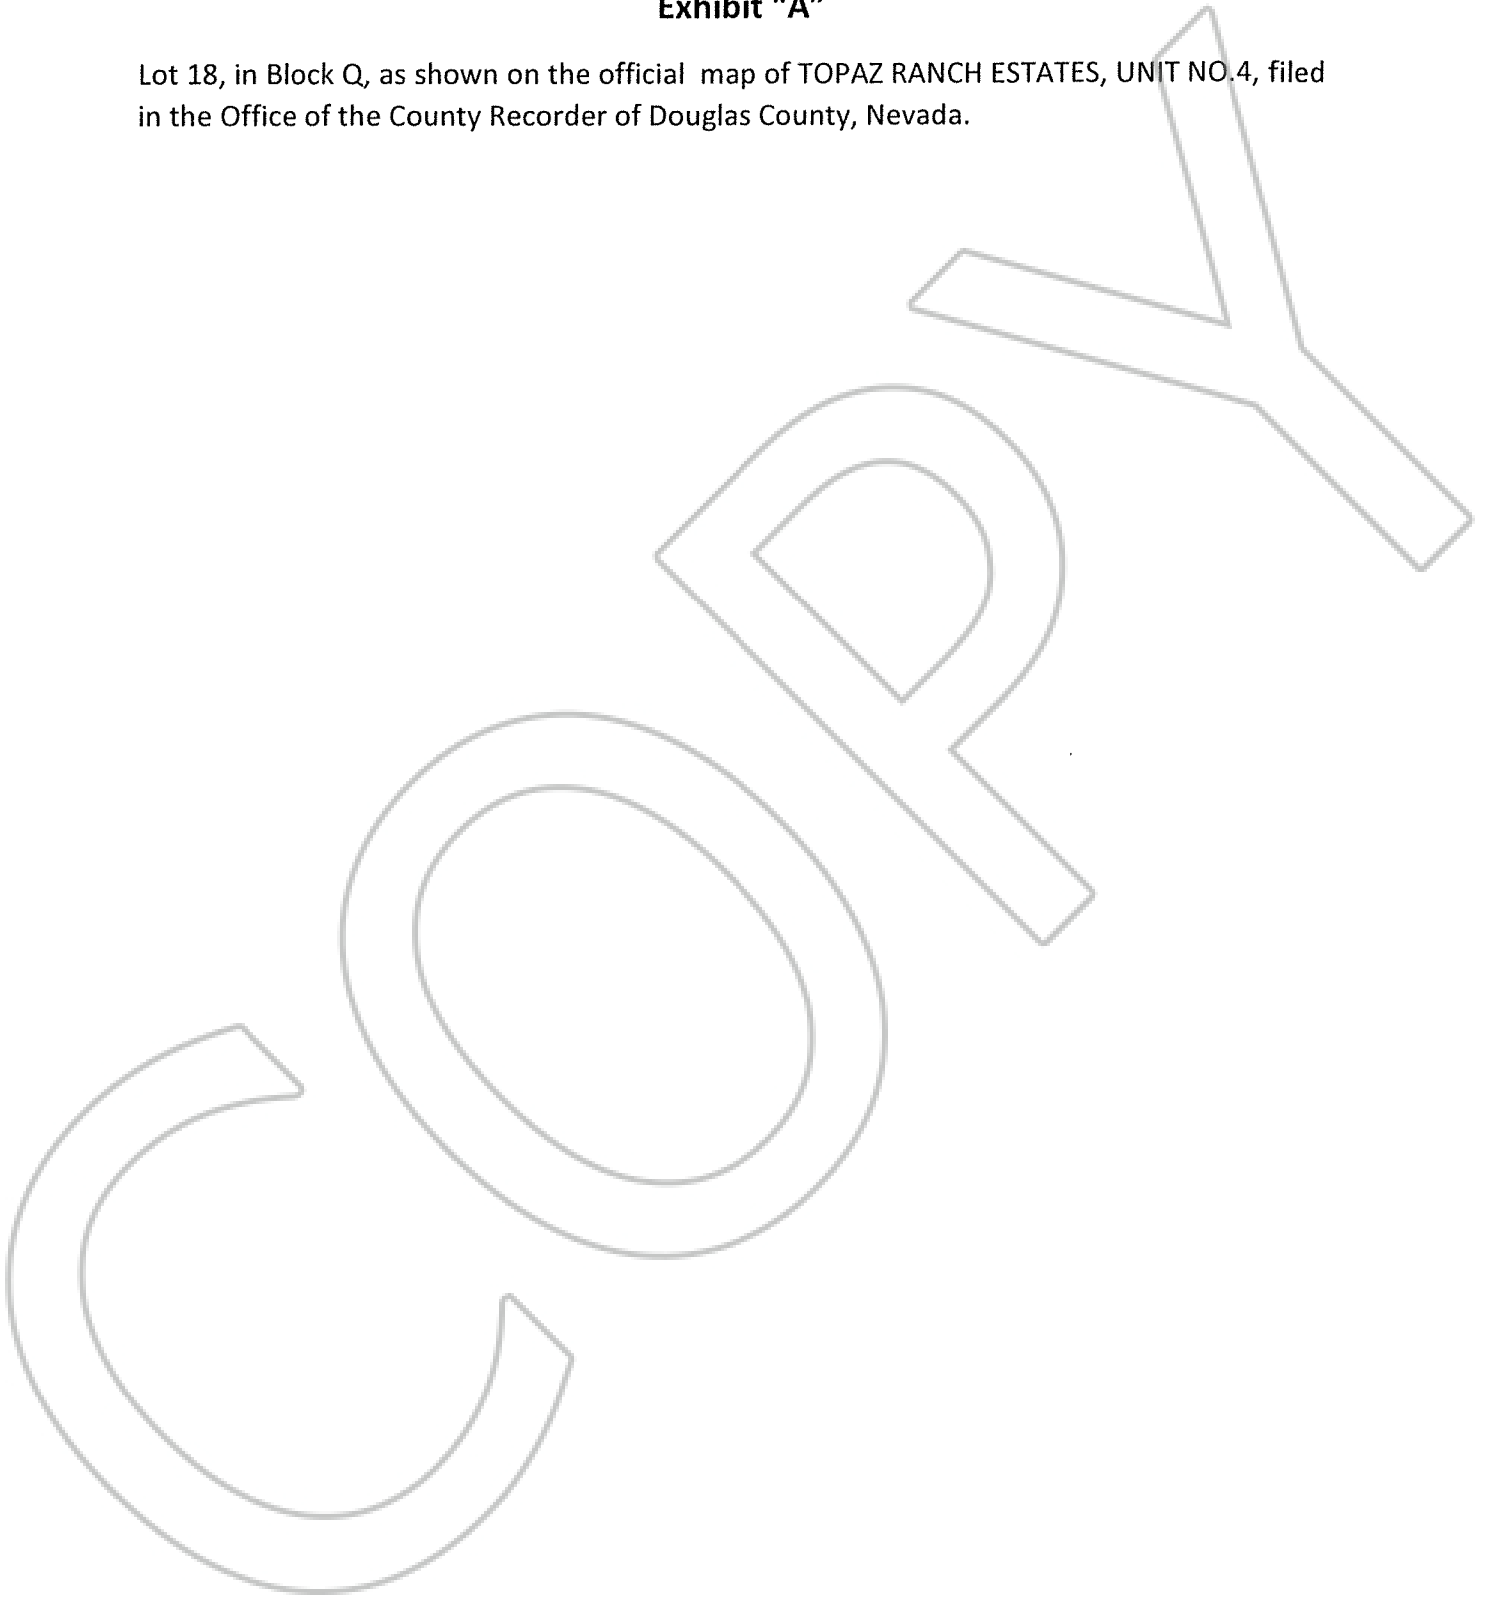 Exhibit "A"
Lot 18, in Block Q, as shown on the official map of TOPAZ RANCH ESTATES, UNIT NO.4, filed
in the Office of the County Recorder of Douglas County, Nevada.
COPY